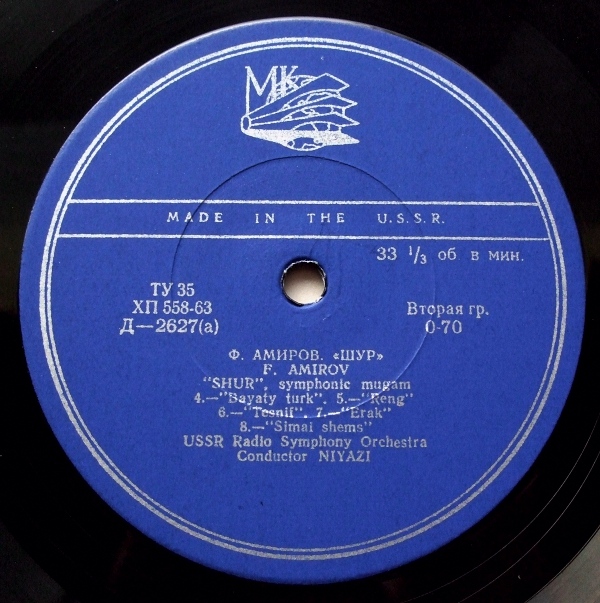 МК
MADE IN THE U.S.S.R.
33 1/3 об в мин.
ТУ 35
ХП 558-63
Д—2627(а)
Вторая гр.
0-70
Ф. АМИРОВ. «ШУР»
F. AMIROV
"SHUR", symphonic mugam
4.—"Bayaty turk". 5.—"Reng"
6.—"Tesnif". 7.—"Erak"
8.—"Simai shems"
USSR Radio Symphony Orchestra
Conductor NIYAZI